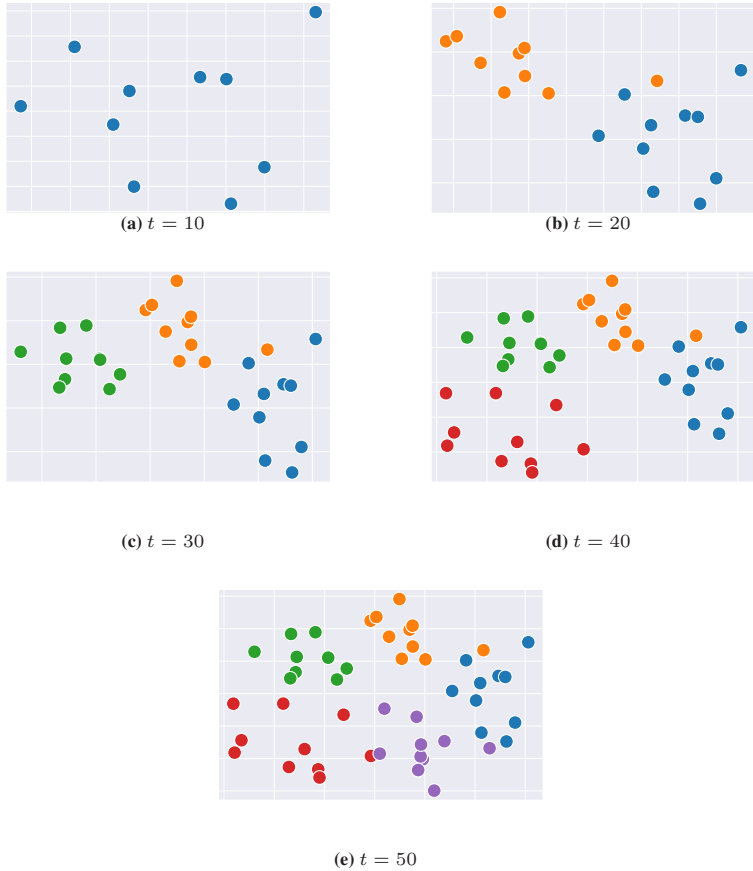 (a) t = 10
(b) t = 20
(c) t = 30
(d) t = 40
(e) t = 50